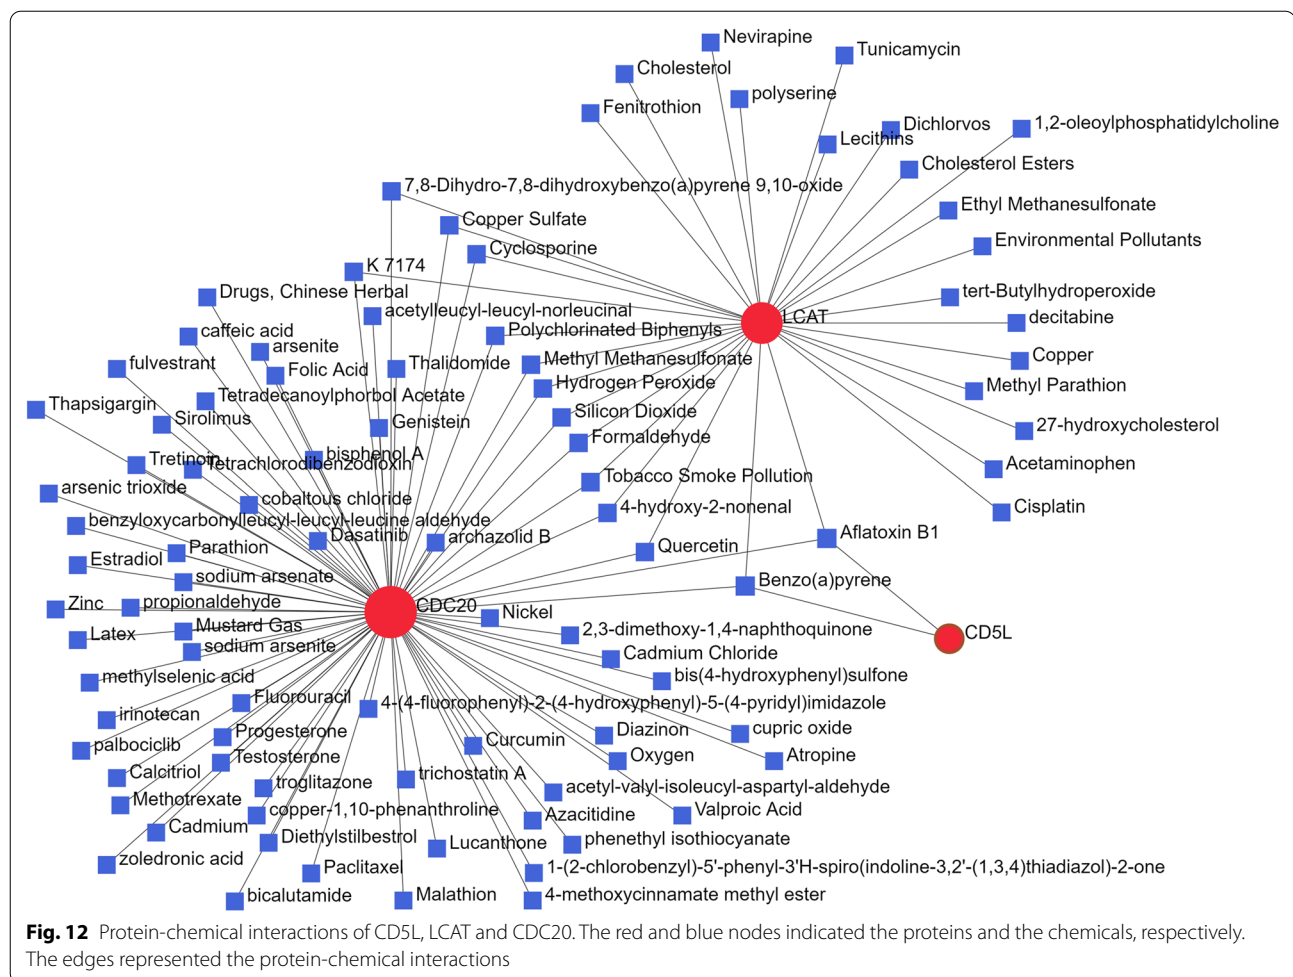 Nevirapine
Tunicamycin
Cholesterol
polyserine
Fenitrothion
Dichlorvos
1,2-oleoylphosphatidylcholine
Lecithins
Cholesterol Esters
7,8-Dihydro-7,8-dihydroxybenzo(a)pyrene 9,10-oxide
Ethyl Methanesulfonate
Copper Sulfate
Environmental Pollutants
Cyclosporine
K 7174
Drugs, Chinese Herbal
tert-Butylhydroperoxide
acetylleucyl-leucyl-norleucinal
LCAT
decitabine
caffeic acid
Polychlorinated Biphenyls
arsenite
Copper
fulvestrant
Folic Acid
Thalidomide
Methyl Methanesulfonate
Hydrogen Peroxide
Methyl Parathion
Tetradecanoylphorbol Acetate
Thapsigargin
Sirolimus
Genistein
Silicon Dioxide
27-hydroxycholesterol
Formaldehyde
bisphenol A
Tretinoin
Tetrachlorodibenzodioxin
Acetaminophen
Tobacco Smoke Pollution
arsenic trioxide
cobaltous chloride
4-hydroxy-2-nonenal
Cisplatin
benzyloxycarbonylleucyl-leucyl-leucine aldehyde
Dasatinib
archazolid B
Aflatoxin B1
Quercetin
Parathion
Estradiol
sodium arsenate
Benzo(a)pyrene
Zinc
propionaldehyde
CDC20
Nickel
Latex
Mustard Gas
2,3-dimethoxy-1,4-naphthoquinone
CD5L
sodium arsenite
Cadmium Chloride
methylselenic acid
bis(4-hydroxyphenyl)sulfone
Fluorouracil
4-(4-fluorophenyl)-2-(4-hydroxyphenyl)-5-(4-pyridyl)imidazole
irinotecan
Progesterone
Diazinon
cupric oxide
palbociclib
Curcumin
Testosterone
Oxygen
Atropine
Calcitriol
troglitazone
trichostatin A
acetyl-valyl-isoleucyl-aspartyl-aldehyde
Methotrexate
copper-1,10-phenanthroline
Azacitidine
Valproic Acid
Cadmium
Diethylstilbestrol
Lucanthone
phenethyl isothiocyanate
zoledronic acid
Paclitaxel
1-(2-chlorobenzyl)-5'-phenyl-3'H-spiro(indoline-3,2'-(1,3,4)thiadiazol)-2-one
bicalutamide
Malathion
4-methoxycinnamate methyl ester
Fig. 12 Protein-chemical interactions of CD5L, LCAT and CDC20. The red and blue nodes indicated the proteins and the chemicals, respectively.
The edges represented the protein-chemical interactions